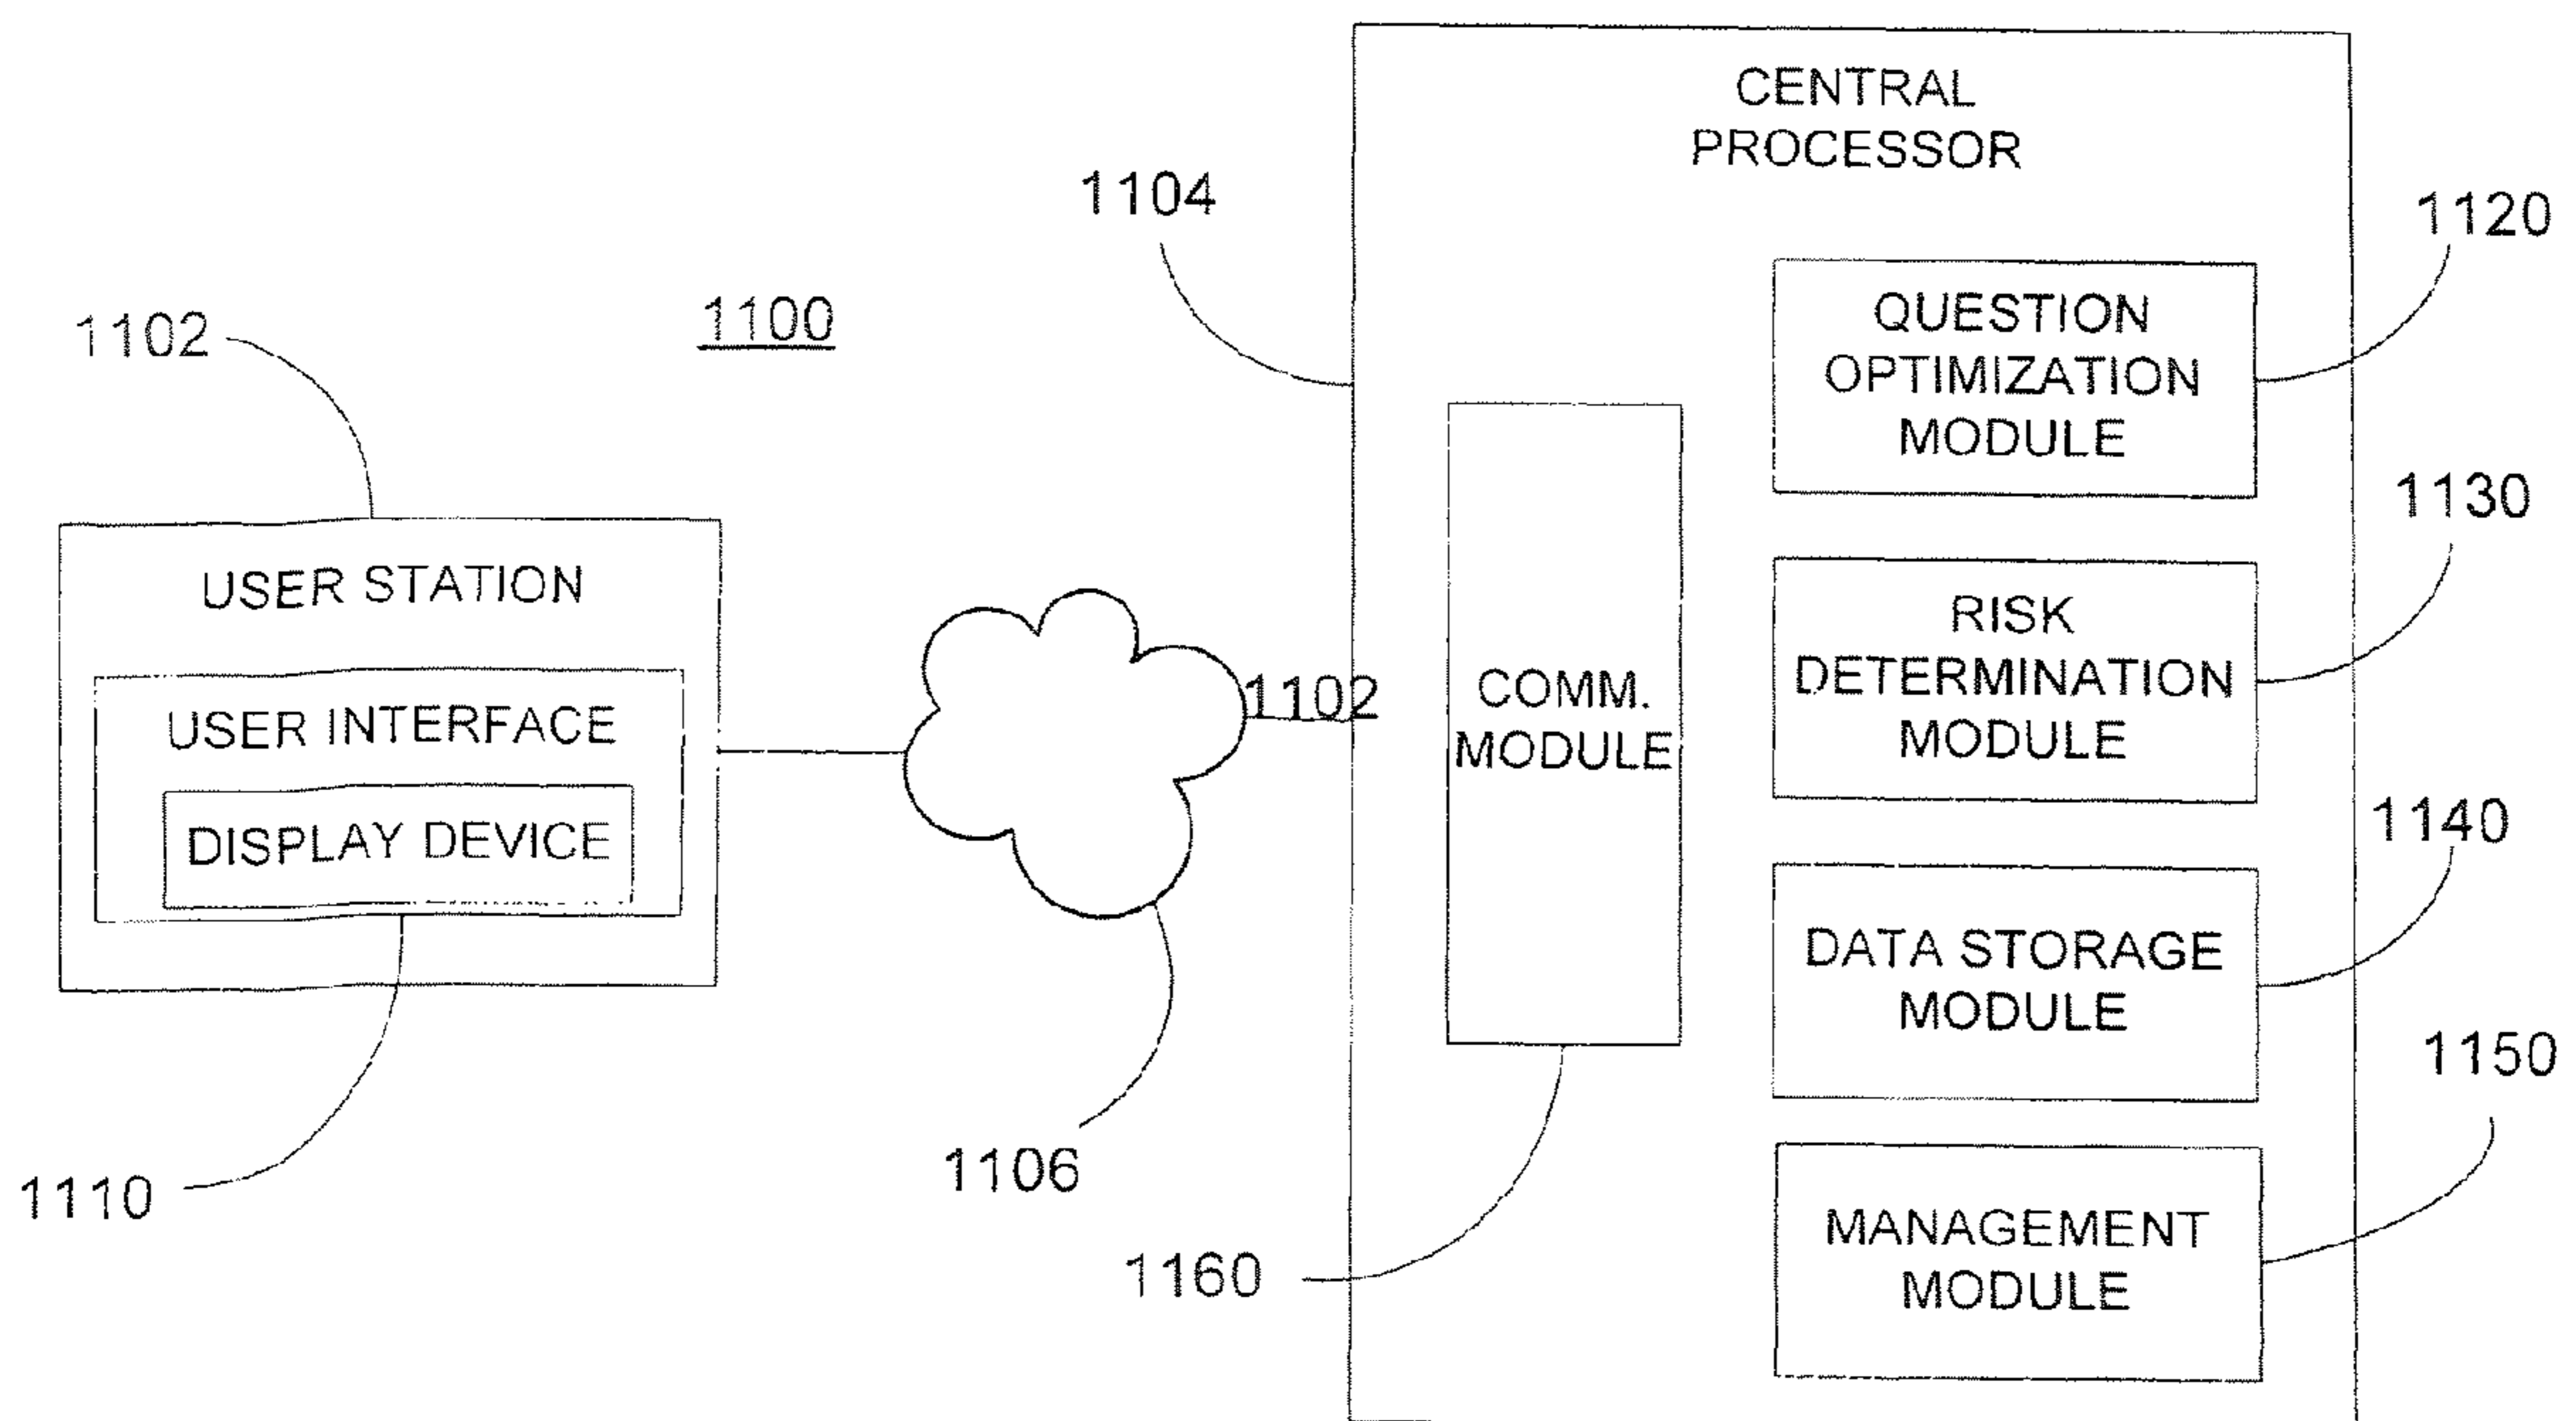 CENTRAL
PROCESSOR
1104
1120
1100
1102
QUESTION
OPTIMIZATION
MODULE
1130
USER STATION
RISK
DETERMINATION
MODULE
1102
COMM.
MODULE
USER INTERFACE
DISPLAY DEVICE
1140
DATA STORAGE
MODULE
1150
1106
1110
1160
MANAGEMENT
MODULE